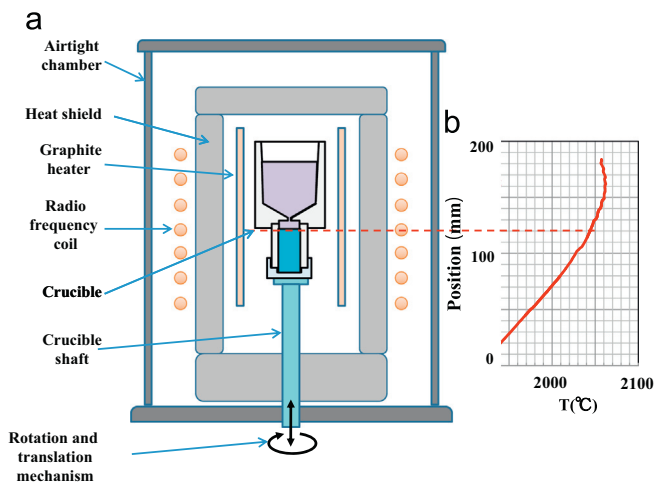 a
Airtight
chamber
Heat shield
Graphite
heater
Radio
frequency
coil
Crucible
Crucible
shaft
Rotation and
translation
mechanism
b
200
100
0
Position (mm)
2000
2100
T(℃)